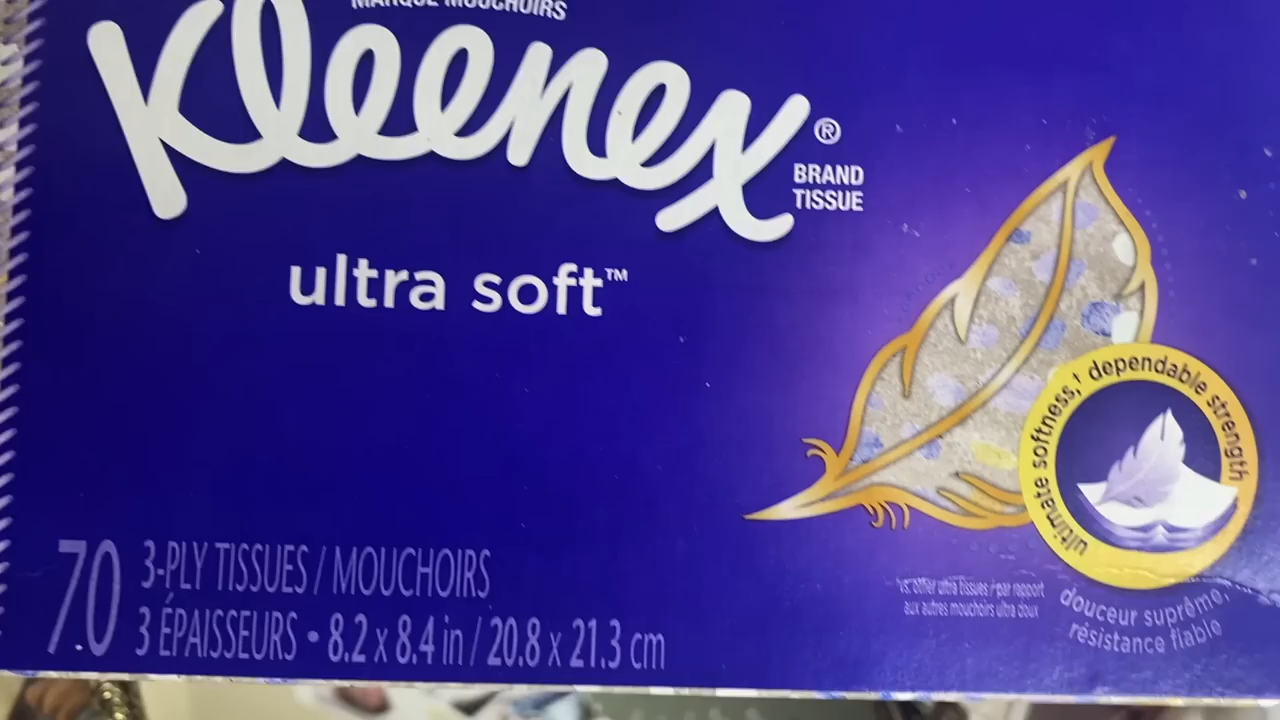 MARQUE MOUCHOIRS
Kleenex®
BRAND
TISSUE
ultra soft™
ultimate softness,† dependable strength
70 3-PLY TISSUES / MOUCHOIRS
3 ÉPAISSEURS • 8.2 x 8.4 in / 20.8 x 21.3 cm
vs. other ultra tissues / par rapport
aux autres mouchoirs ultra doux
douceur suprême,
résistance fiable